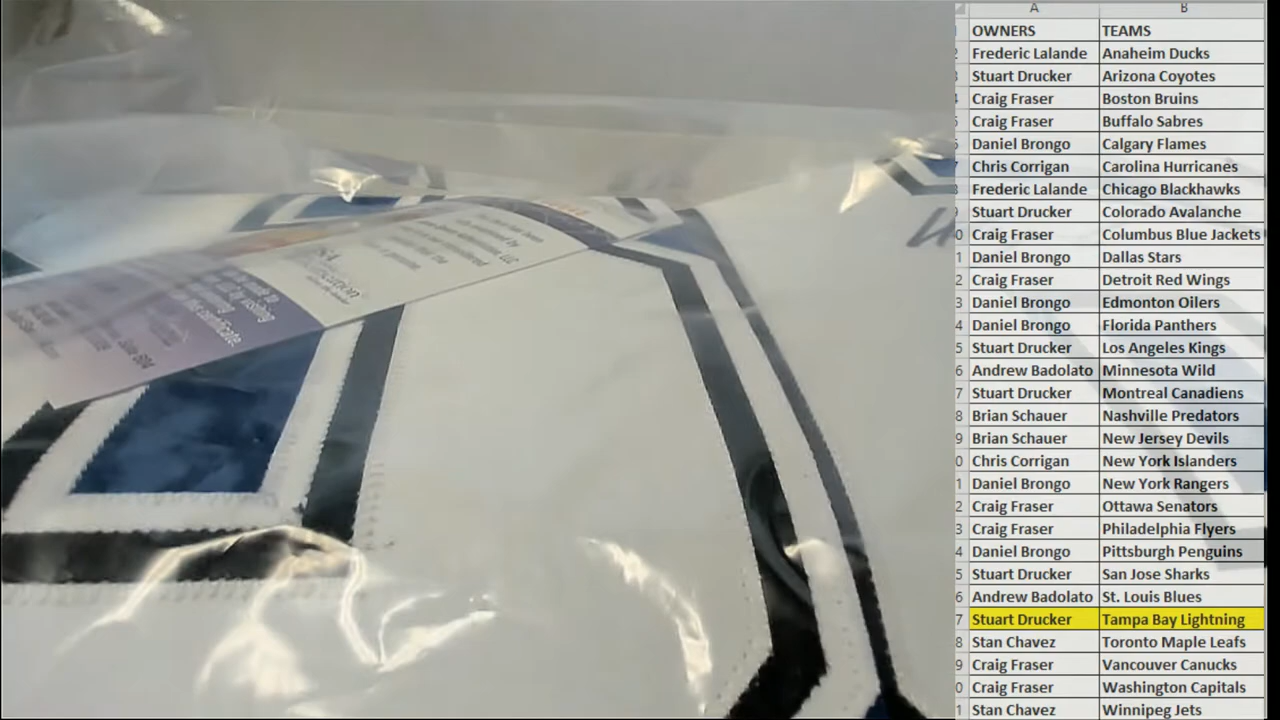 A B
OWNERS TEAMS
Frederic Lalande Anaheim Ducks
Stuart Drucker Arizona Coyotes
Craig Fraser Boston Bruins
Craig Fraser Buffalo Sabres
Daniel Brongo Calgary Flames
Chris Corrigan Carolina Hurricanes
Frederic Lalande Chicago Blackhawks
Stuart Drucker Colorado Avalanche
Craig Fraser Columbus Blue Jackets
Daniel Brongo Dallas Stars
Craig Fraser Detroit Red Wings
Daniel Brongo Edmonton Oilers
Daniel Brongo Florida Panthers
Stuart Drucker Los Angeles Kings
Andrew Badolato Minnesota Wild
Stuart Drucker Montreal Canadiens
Brian Schauer Nashville Predators
Brian Schauer New Jersey Devils
Chris Corrigan New York Islanders
Daniel Brongo New York Rangers
Craig Fraser Ottawa Senators
Craig Fraser Philadelphia Flyers
Daniel Brongo Pittsburgh Penguins
Stuart Drucker San Jose Sharks
Andrew Badolato St. Louis Blues
Stuart Drucker Tampa Bay Lightning
Stan Chavez Toronto Maple Leafs
Craig Fraser Vancouver Canucks
Craig Fraser Washington Capitals
Stan Chavez Winnipeg Jets